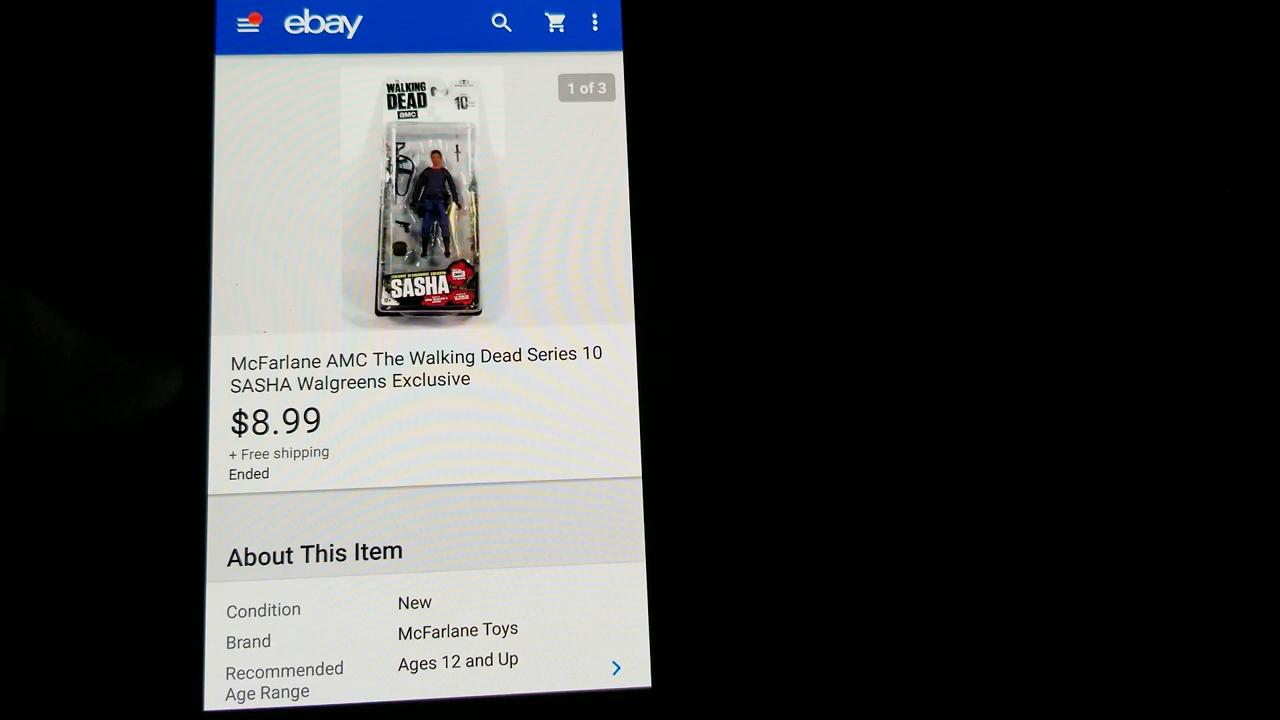 ebay
1 of 3
WALKING
DEAD
amc
10
SASHA
McFarlane AMC The Walking Dead Series 10
SASHA Walgreens Exclusive
$8.99
+ Free shipping
Ended
About This Item
Condition New
Brand McFarlane Toys
Recommended Ages 12 and Up
Age Range